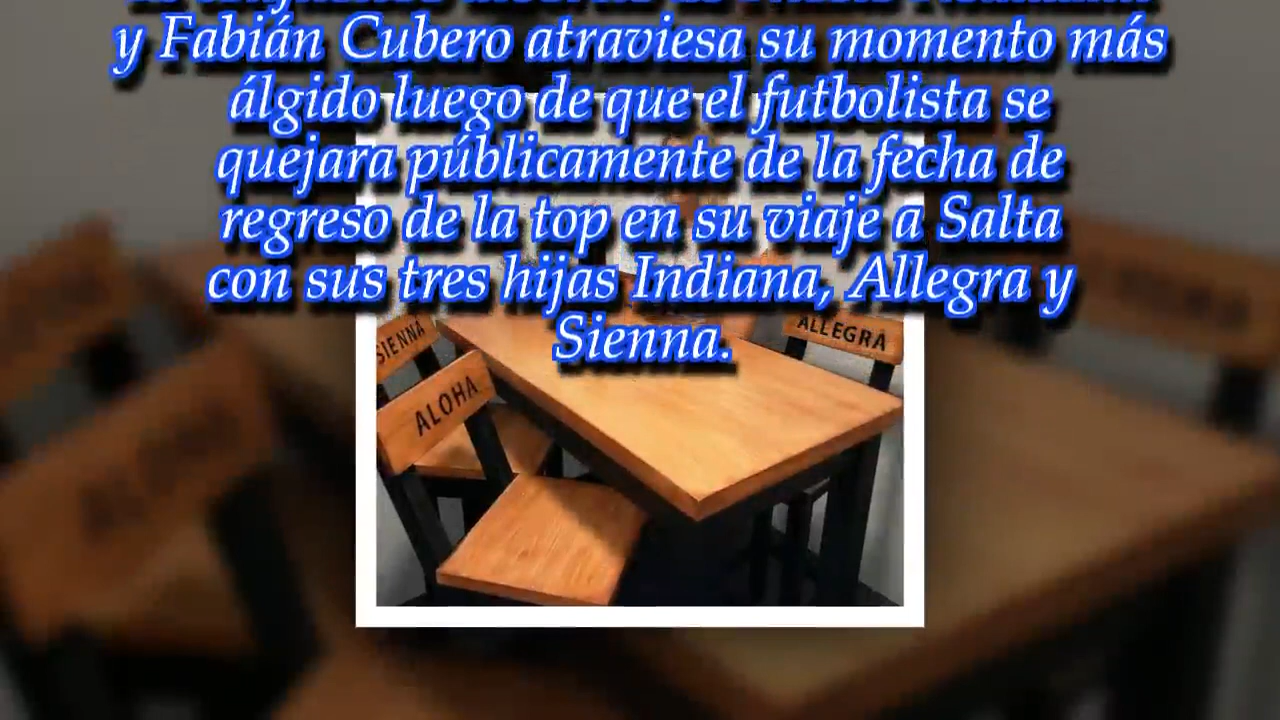 y Fabián Cubero atraviesa su momento más
álgido luego de que el futbolista se
quejara públicamente de la fecha de
regreso de la top en su viaje a Salta
con sus tres hijas Indiana, Allegra y
Sienna.
SIENNA
ALLEGRA
ALOHA